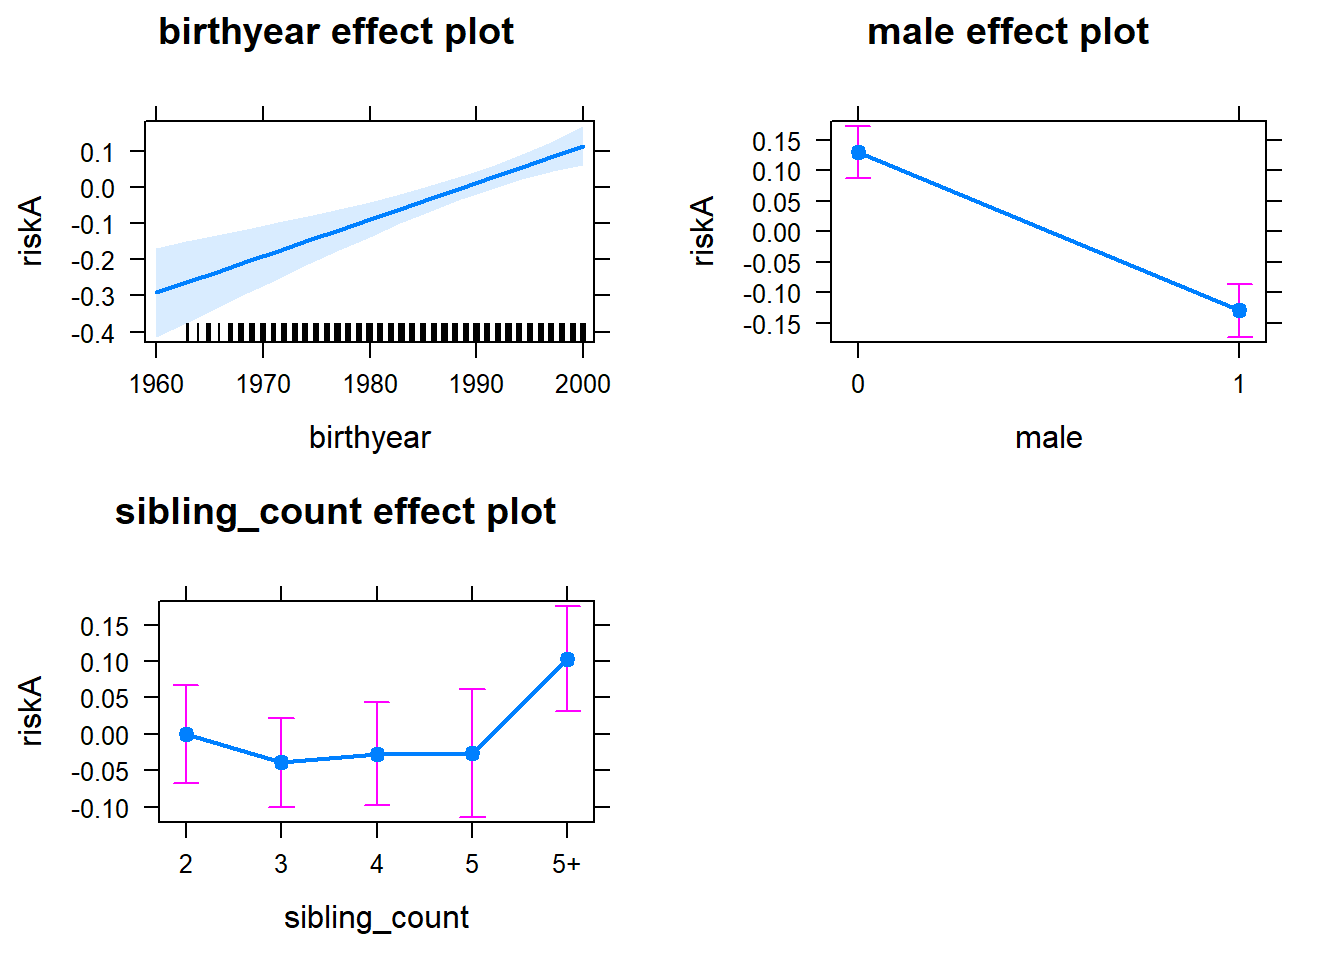 birthyear effect plot
riskA
0.1
0.0
-0.1
-0.2
-0.3
-0.4
1960 1970 1980 1990 2000
birthyear
male effect plot
riskA
0.15
0.10
0.05
0.00
-0.05
-0.10
-0.15
0 1
male
sibling_count effect plot
riskA
0.15
0.10
0.05
0.00
-0.05
-0.10
2 3 4 5 5+
sibling_count